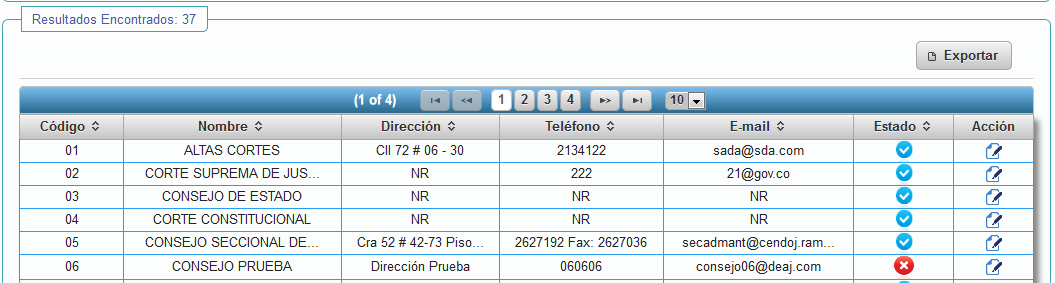 Resultados Encontrados: 37
Exportar
(1 of 4) 1 2 3 4 10
Código Nombre Dirección Teléfono E-mail Estado Acción
01 ALTAS CORTES Cll 72 # 06 - 30 2134122 sada@sda.com
02 CORTE SUPREMA DE JUS... NR 222 21@gov.co
03 CONSEJO DE ESTADO NR NR NR
04 CORTE CONSTITUCIONAL NR NR NR
05 CONSEJO SECCIONAL DE... Cra 52 # 42-73 Piso... 2627192 Fax: 2627036 secadmant@cendoj.ram...
06 CONSEJO PRUEBA Dirección Prueba 060606 consejo06@deaj.com